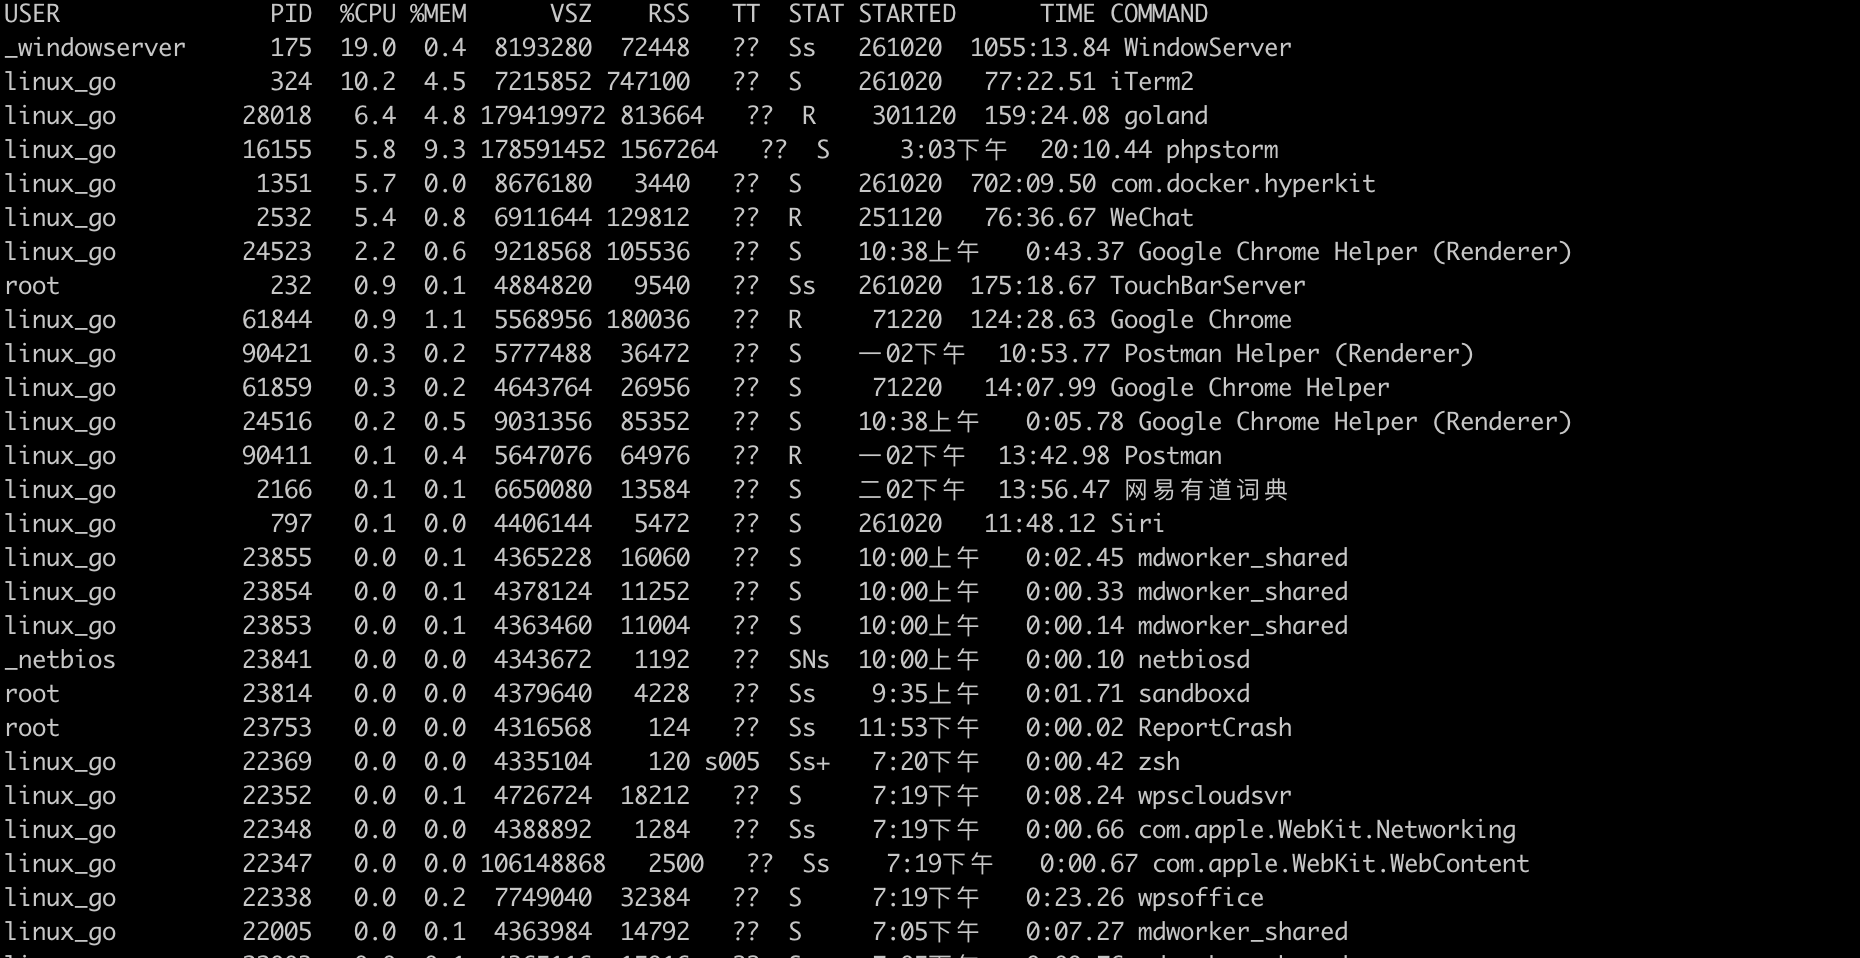 USER PID %CPU %MEM VSZ RSS TT STAT STARTED TIME COMMAND
_windowserver 175 19.0 0.4 8193280 72448 ?? Ss 261020 1055:13.84 WindowServer
linux_go 324 10.2 4.5 7215852 747100 ?? S 261020 77:22.51 iTerm2
linux_go 28018 6.4 4.8 179419972 813664 ?? R 301120 159:24.08 goland
linux_go 16155 5.8 9.3 178591452 1567264 ?? S 3:03下午 20:10.44 phpstorm
linux_go 1351 5.7 0.0 8676180 3440 ?? S 261020 702:09.50 com.docker.hyperkit
linux_go 2532 5.4 0.8 6911644 129812 ?? R 251120 76:36.67 WeChat
linux_go 24523 2.2 0.6 9218568 105536 ?? S 10:38上午 0:43.37 Google Chrome Helper (Renderer)
root 232 0.9 0.1 4884820 9540 ?? Ss 261020 175:18.67 TouchBarServer
linux_go 61844 0.9 1.1 5568956 180036 ?? R 71220 124:28.63 Google Chrome
linux_go 90421 0.3 0.2 5777488 36472 ?? S 一02下午 10:53.77 Postman Helper (Renderer)
linux_go 61859 0.3 0.2 4643764 26956 ?? S 71220 14:07.99 Google Chrome Helper
linux_go 24516 0.2 0.5 9031356 85352 ?? S 10:38上午 0:05.78 Google Chrome Helper (Renderer)
linux_go 90411 0.1 0.4 5647076 64976 ?? R 一02下午 13:42.98 Postman
linux_go 2166 0.1 0.1 6650080 13584 ?? S 二02下午 13:56.47 网易有道词典
linux_go 797 0.1 0.0 4406144 5472 ?? S 261020 11:48.12 Siri
linux_go 23855 0.0 0.1 4365228 16060 ?? S 10:00上午 0:02.45 mdworker_shared
linux_go 23854 0.0 0.1 4378124 11252 ?? S 10:00上午 0:00.33 mdworker_shared
linux_go 23853 0.0 0.1 4363460 11004 ?? S 10:00上午 0:00.14 mdworker_shared
_netbios 23841 0.0 0.0 4343672 1192 ?? SNs 10:00上午 0:00.10 netbiosd
root 23814 0.0 0.0 4379640 4228 ?? Ss 9:35上午 0:01.71 sandboxd
root 23753 0.0 0.0 4316568 124 ?? Ss 11:53下午 0:00.02 ReportCrash
linux_go 22369 0.0 0.0 4335104 120 s005 Ss+ 7:20下午 0:00.42 zsh
linux_go 22352 0.0 0.1 4726724 18212 ?? S 7:19下午 0:08.24 wpscloudsvr
linux_go 22348 0.0 0.0 4388892 1284 ?? Ss 7:19下午 0:00.66 com.apple.WebKit.Networking
linux_go 22347 0.0 0.0 106148868 2500 ?? Ss 7:19下午 0:00.67 com.apple.WebKit.WebContent
linux_go 22338 0.0 0.2 7749040 32384 ?? S 7:19下午 0:23.26 wpsoffice
linux_go 22005 0.0 0.1 4363984 14792 ?? S 7:05下午 0:07.27 mdworker_shared